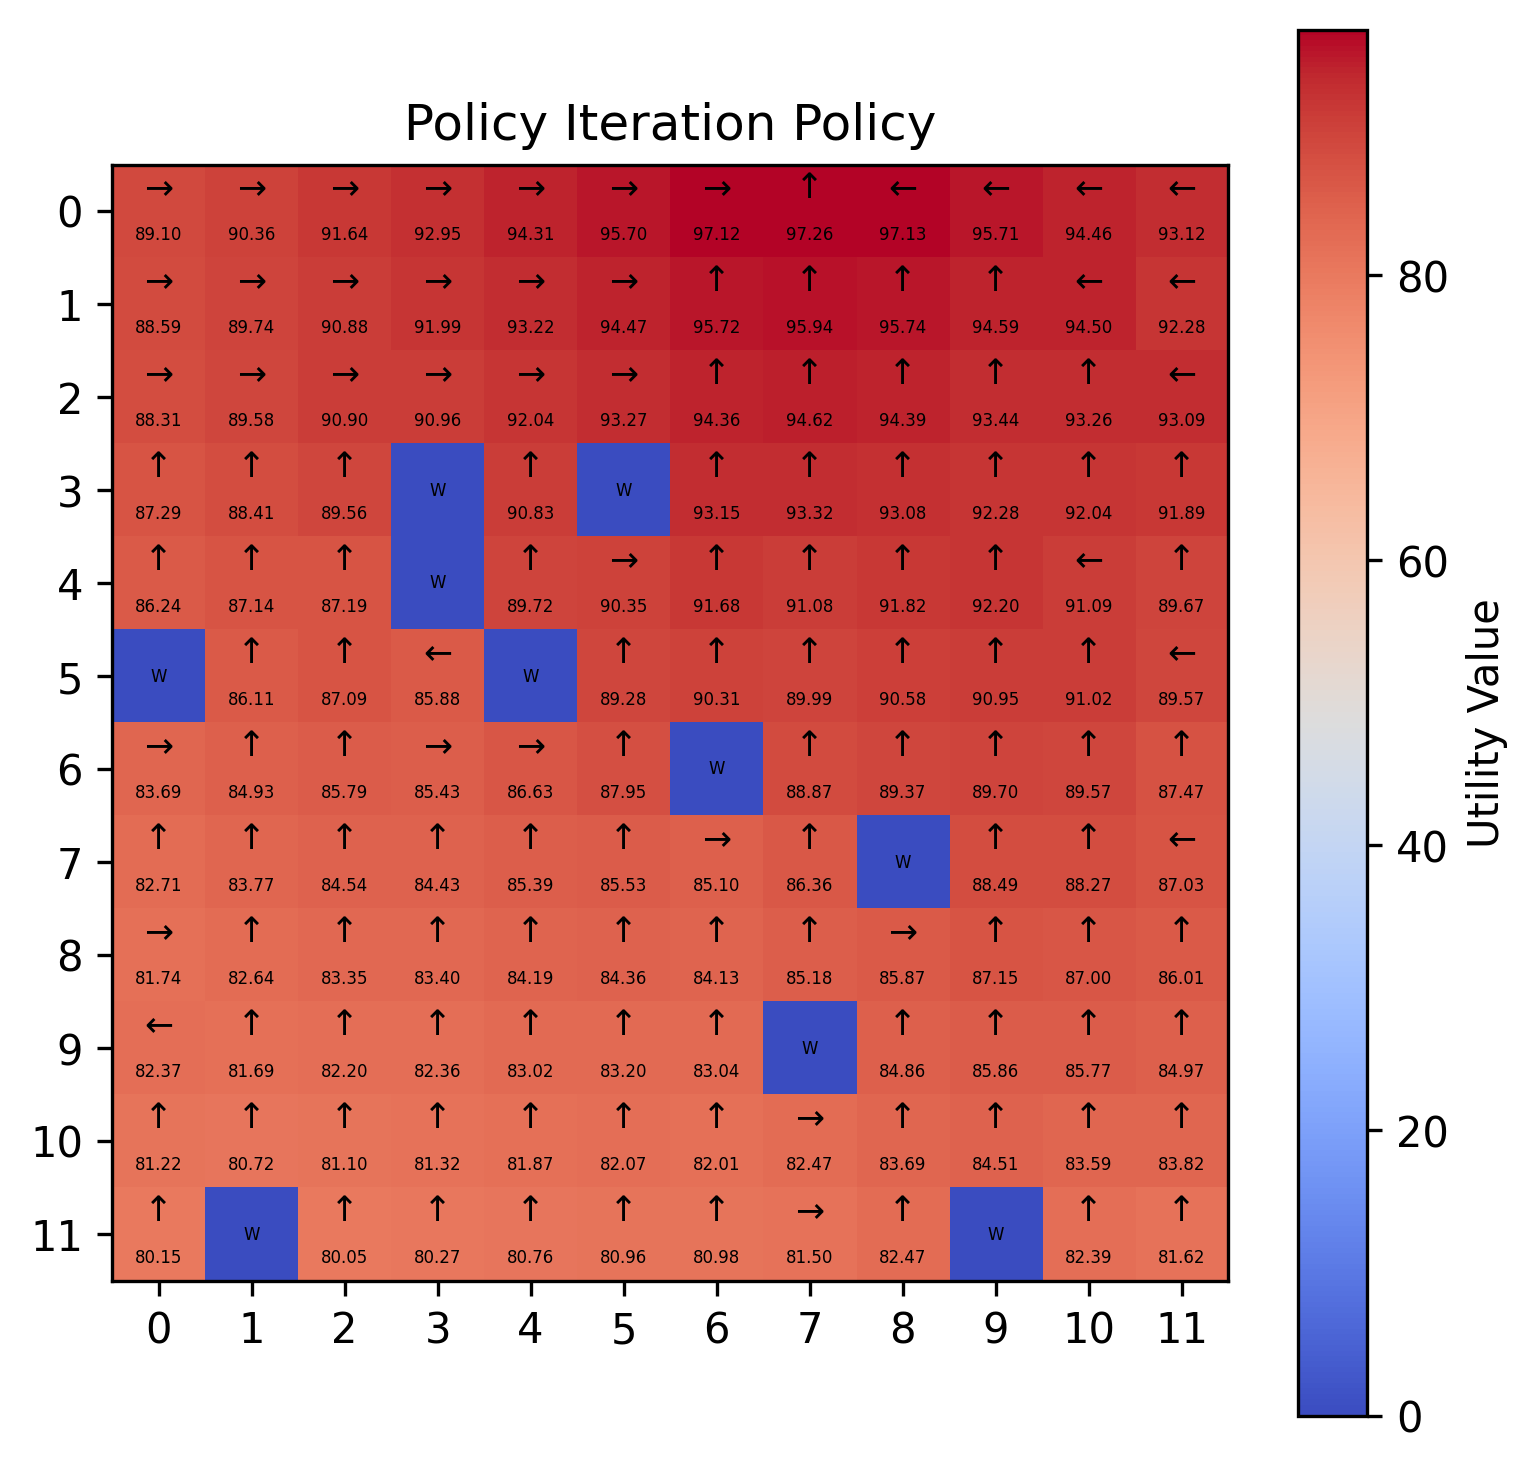 Policy Iteration Policy
0 → → → → → → → ↑ ← ← ← ←
89.10 90.36 91.64 92.95 94.31 95.70 97.12 97.26 97.13 95.71 94.46 93.12
1 → → → → → → ↑ ↑ ↑ ↑ ← ←
88.59 89.74 90.88 91.99 93.22 94.47 95.72 95.94 95.74 94.59 94.50 92.28
2 → → → → → → ↑ ↑ ↑ ↑ ↑ ←
88.31 89.58 90.90 90.96 92.04 93.27 94.36 94.62 94.39 93.44 93.26 93.09
3 ↑ ↑ ↑ W ↑ W ↑ ↑ ↑ ↑ ↑ ↑
87.29 88.41 89.56 90.83 93.15 93.32 93.08 92.28 92.04 91.89
4 ↑ ↑ ↑ W ↑ → ↑ ↑ ↑ ↑ ← ↑
86.24 87.14 87.19 89.72 90.35 91.68 91.08 91.82 92.20 91.09 89.67
5 W ↑ ↑ ← W ↑ ↑ ↑ ↑ ↑ ↑ ←
86.11 87.09 85.88 89.28 90.31 89.99 90.58 90.95 91.02 89.57
6 → ↑ ↑ → → ↑ W ↑ ↑ ↑ ↑ ↑
83.69 84.93 85.79 85.43 86.63 87.95 88.87 89.37 89.70 89.57 87.47
7 ↑ ↑ ↑ ↑ ↑ ↑ → ↑ W ↑ ↑ ←
82.71 83.77 84.54 84.43 85.39 85.53 85.10 86.36 88.49 88.27 87.03
8 → ↑ ↑ ↑ ↑ ↑ ↑ ↑ → ↑ ↑ ↑
81.74 82.64 83.35 83.40 84.19 84.36 84.13 85.18 85.87 87.15 87.00 86.01
9 ← ↑ ↑ ↑ ↑ ↑ ↑ W ↑ ↑ ↑ ↑
82.37 81.69 82.20 82.36 83.02 83.20 83.04 84.86 85.86 85.77 84.97
10 ↑ ↑ ↑ ↑ ↑ ↑ ↑ → ↑ ↑ ↑ ↑
81.22 80.72 81.10 81.32 81.87 82.07 82.01 82.47 83.69 84.51 83.59 83.82
11 ↑ W ↑ ↑ ↑ ↑ ↑ → ↑ W ↑ ↑
80.15 80.05 80.27 80.76 80.96 80.98 81.50 82.47 82.39 81.62
0 1 2 3 4 5 6 7 8 9 10 11
80
60
40
20
0
Utility Value